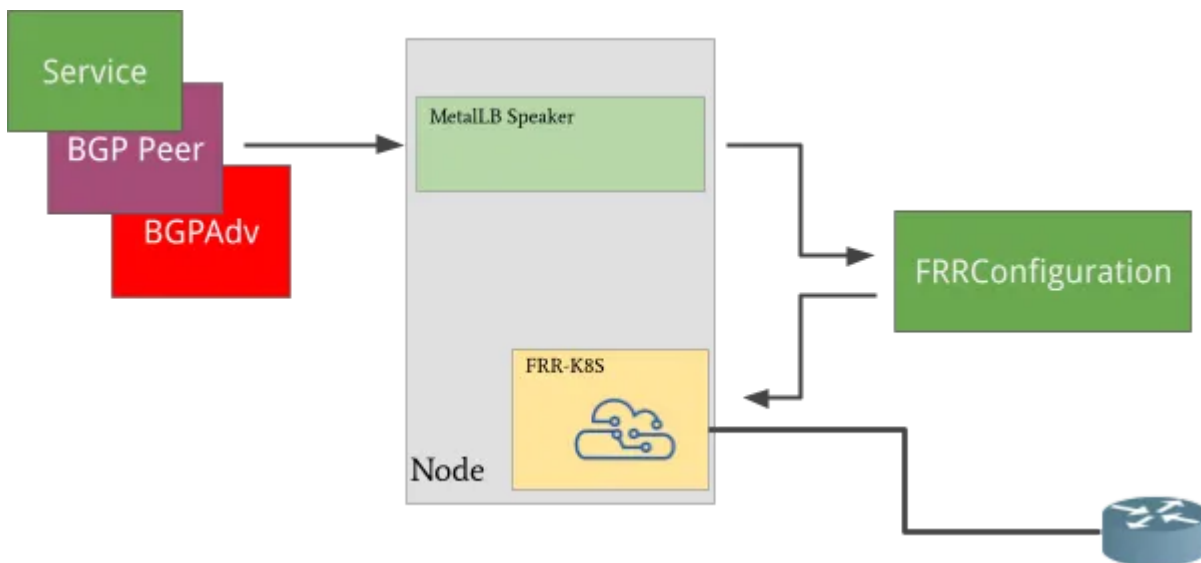 Service
BGP Peer
BGPAdv
MetalLB Speaker
FRRConfiguration
FRR-K8S
Node